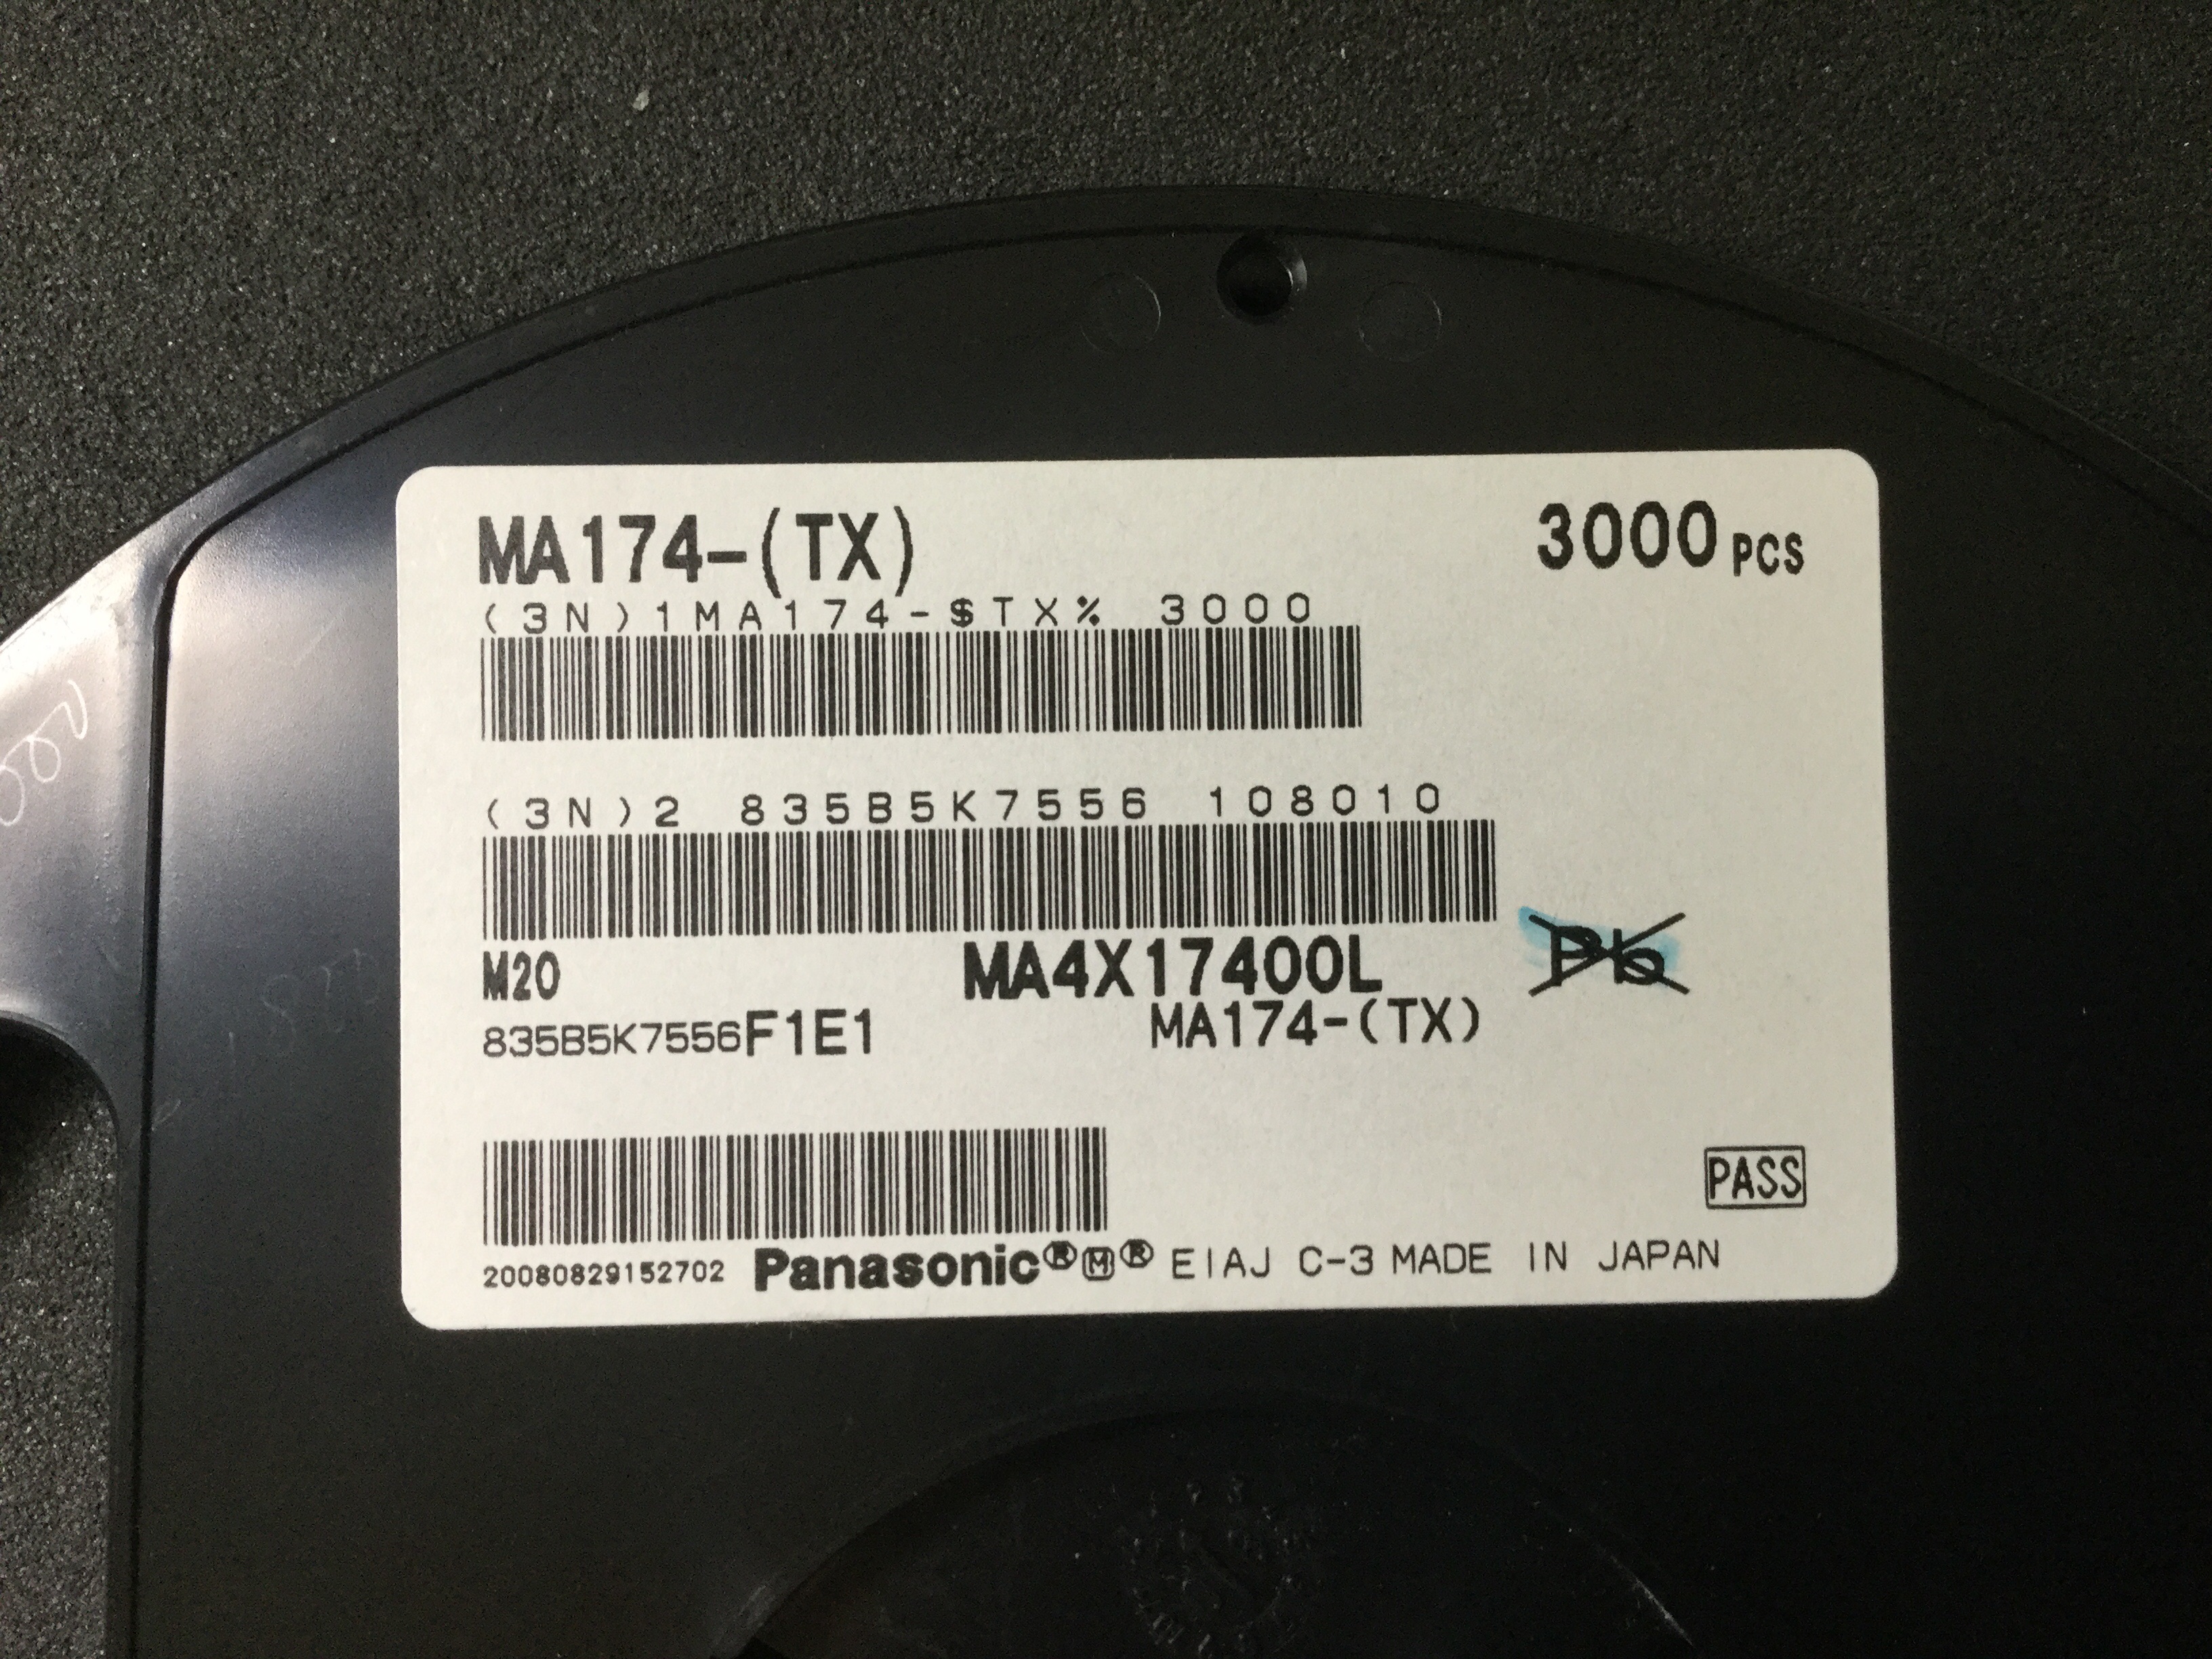 MA174-(TX) 3000 PCS
(3N)1MA174-$TX% 3000
(3N)2 835B5K7556 108010
M20 MA4X17400L Pb
835B5K7556F1E1 MA174-(TX)
PASS
20080829152702 Panasonic®Ⓜ® EIAJ C-3 MADE IN JAPAN